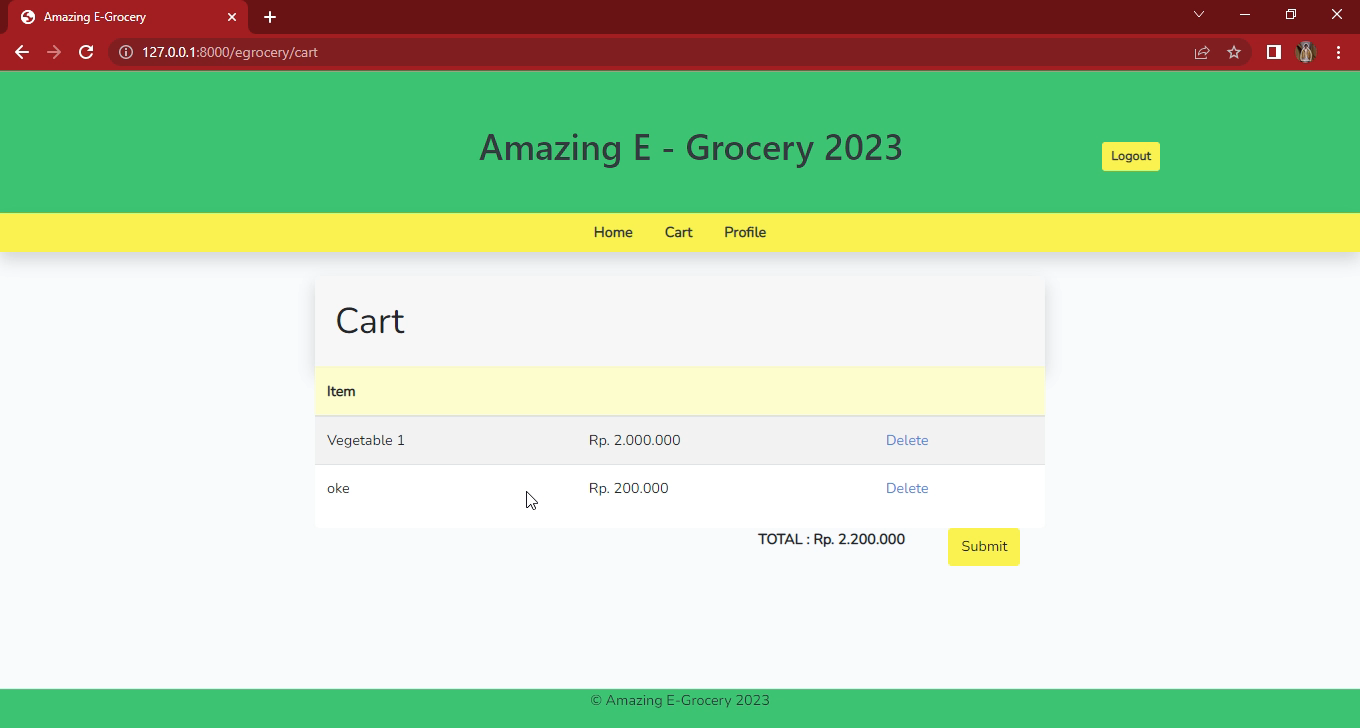 Amazing E-Grocery
127.0.0.1:8000/egrocery/cart
Amazing E - Grocery 2023
Logout
Home Cart Profile
Cart
Item
Vegetable 1 Rp. 2.000.000 Delete
oke Rp. 200.000 Delete
TOTAL : Rp. 2.200.000 Submit
© Amazing E-Grocery 2023